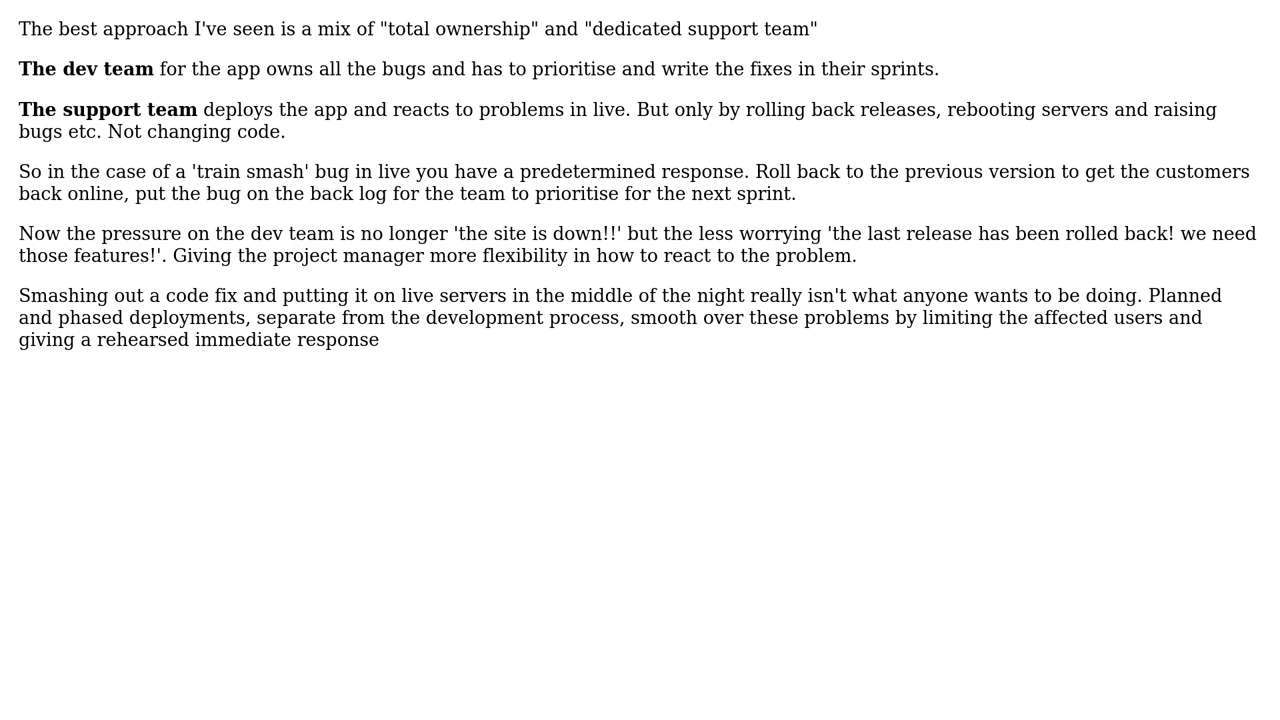 The best approach I've seen is a mix of "total ownership" and "dedicated support team"
The dev team for the app owns all the bugs and has to prioritise and write the fixes in their sprints.
The support team deploys the app and reacts to problems in live. But only by rolling back releases, rebooting servers and raising
bugs etc. Not changing code.
So in the case of a 'train smash' bug in live you have a predetermined response. Roll back to the previous version to get the customers
back online, put the bug on the back log for the team to prioritise for the next sprint.
Now the pressure on the dev team is no longer 'the site is down!!' but the less worrying 'the last release has been rolled back! we need
those features!'. Giving the project manager more flexibility in how to react to the problem.
Smashing out a code fix and putting it on live servers in the middle of the night really isn't what anyone wants to be doing. Planned
and phased deployments, separate from the development process, smooth over these problems by limiting the affected users and
giving a rehearsed immediate response